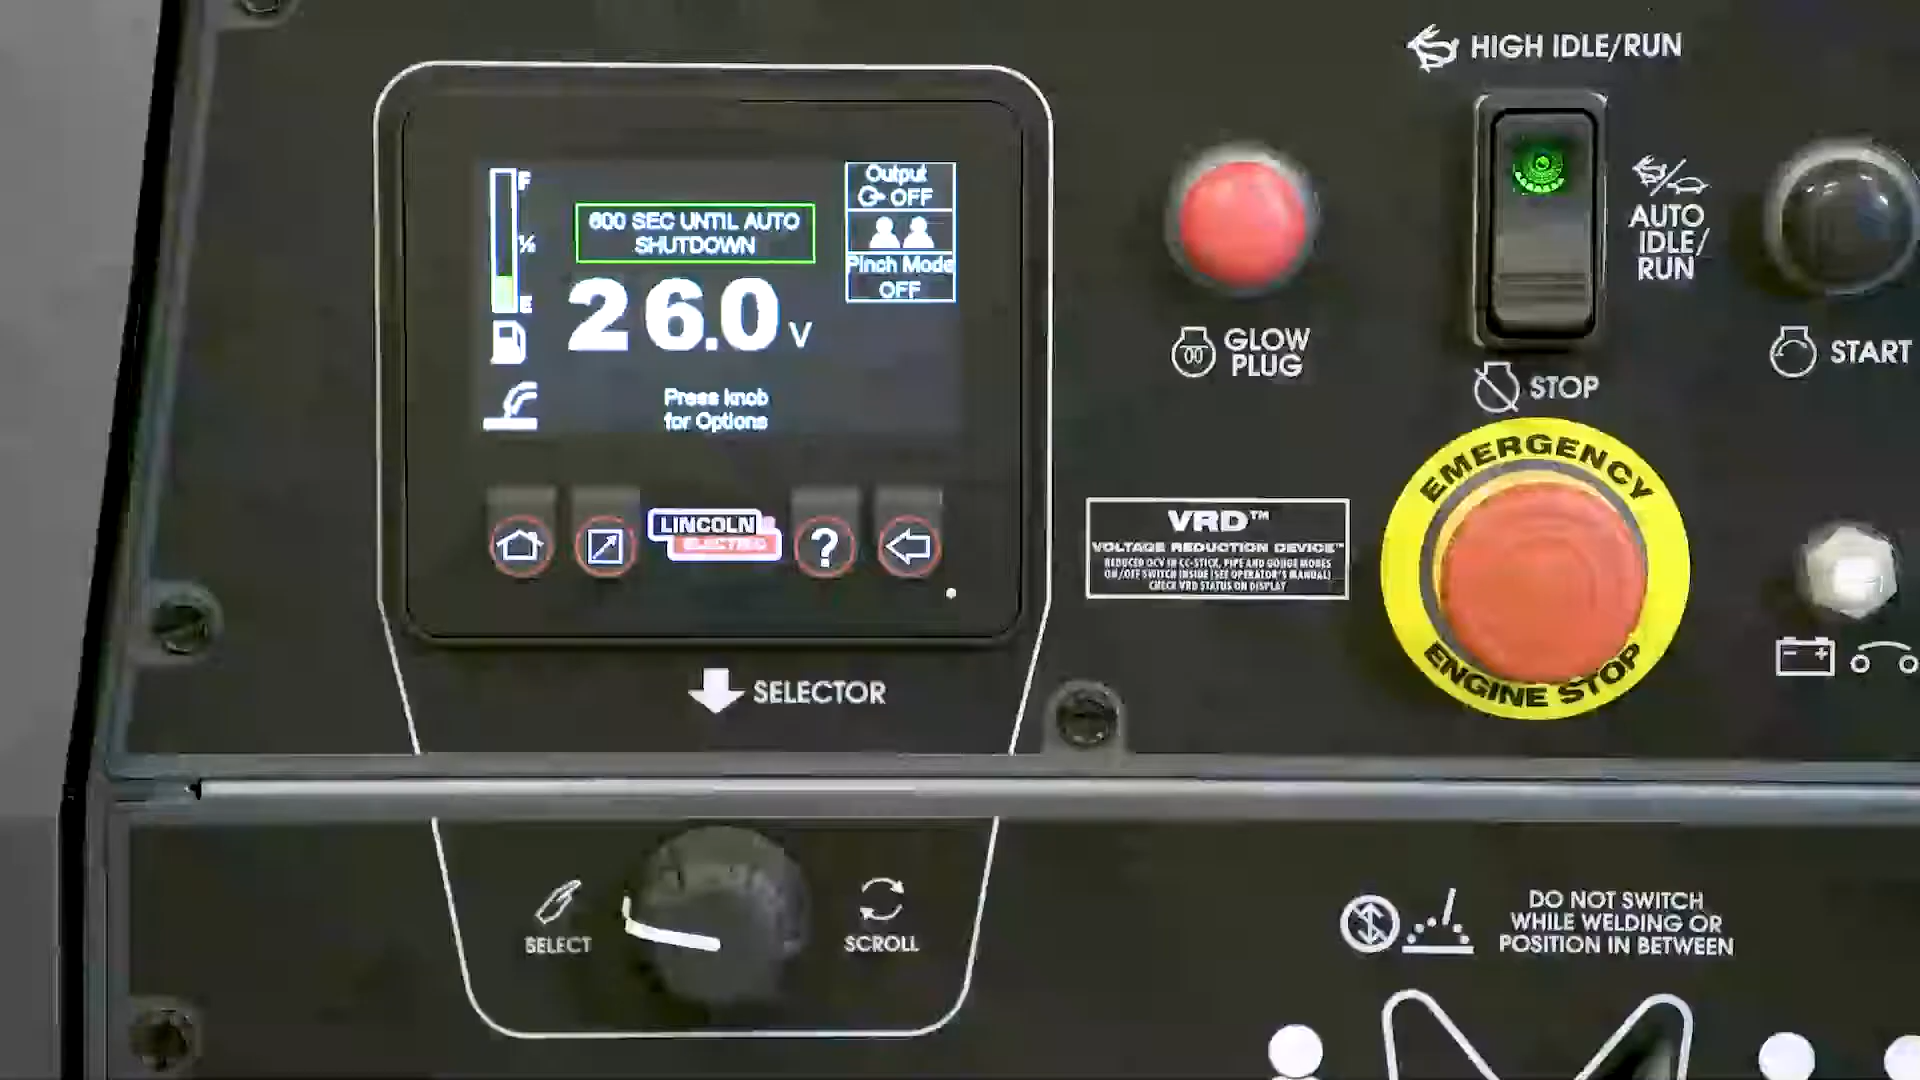 HIGH IDLE/RUN
F
Output
OFF
600 SEC UNTIL AUTO
SHUTDOWN
½
Pinch Mode
OFF
E
26.0 V
Press knob
for Options
AUTO
IDLE/
RUN
GLOW
PLUG
START
STOP
LINCOLN
ELECTRIC
?
VRD™
VOLTAGE REDUCTION DEVICE™
REDUCED OCV IN CC-STICK, PIPE AND GOUGE MODES
ON/OFF SWITCH INSIDE (SEE OPERATOR'S MANUAL)
CHECK VRD STATUS ON DISPLAY
EMERGENCY
ENGINE STOP
SELECTOR
SELECT
SCROLL
DO NOT SWITCH
WHILE WELDING OR
POSITION IN BETWEEN